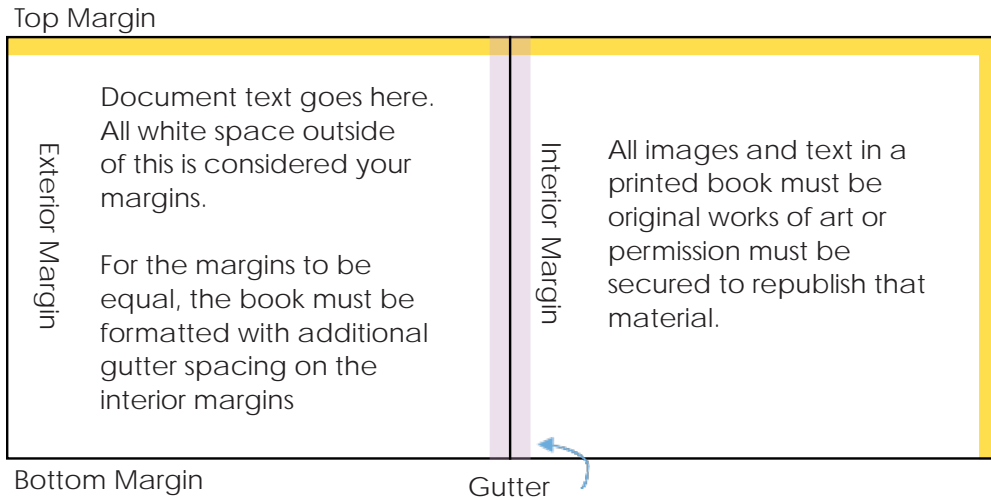 Top Margin
Exterior Margin
Document text goes here.
All white space outside
of this is considered your
margins.
For the margins to be
equal, the book must be
formatted with additional
gutter spacing on the
interior margins
Interior Margin
All images and text in a
printed book must be
original works of art or
permission must be
secured to republish that
material.
Bottom Margin
Gutter